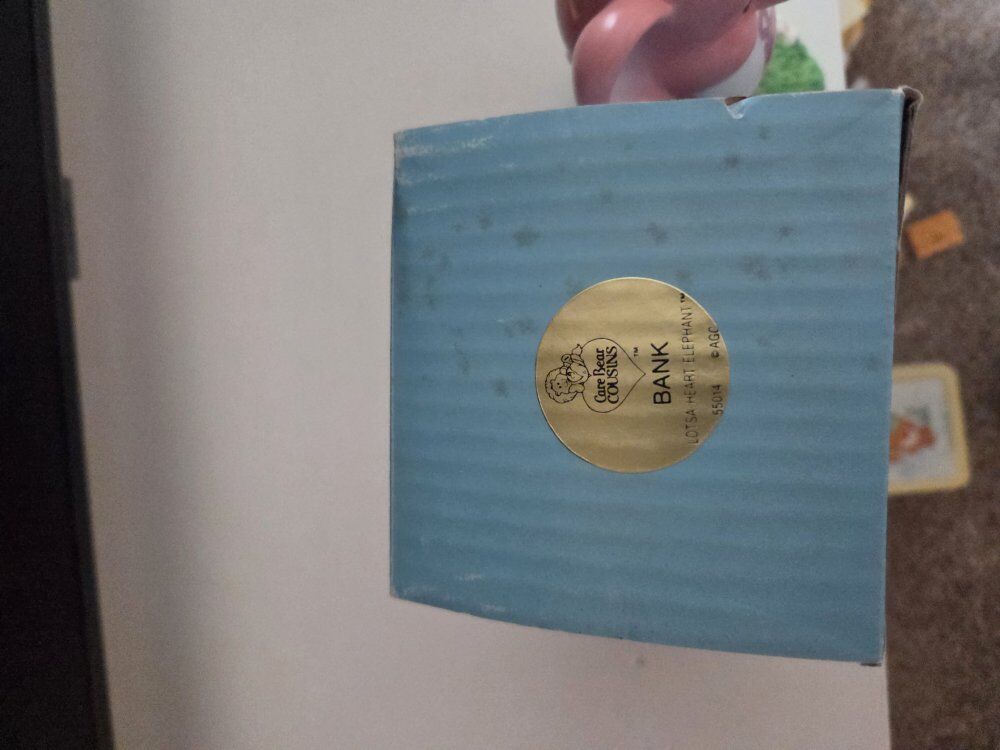 Care Bear
COUSINS
™
BANK
LOTSA HEART ELEPHANT™
55014 © AGC